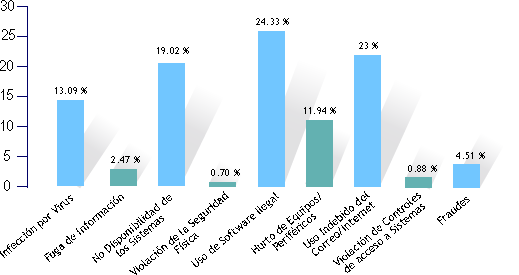 30
25
20
15
10
5
0
13.09 %
2.47 %
19.02 %
0.70 %
24.33 %
11.94 %
23 %
0.88 %
4.51 %
Infección por Virus
Fuga de Información
No Disponibilidad de
los Sistemas
Violación de la Seguridad
Física
Uso de Software Ilegal
Hurto de Equipos/
Periféricos
Uso Indebido del
Correo/Internet
Violación de Controles
de acceso a Sistemas
Fraudes